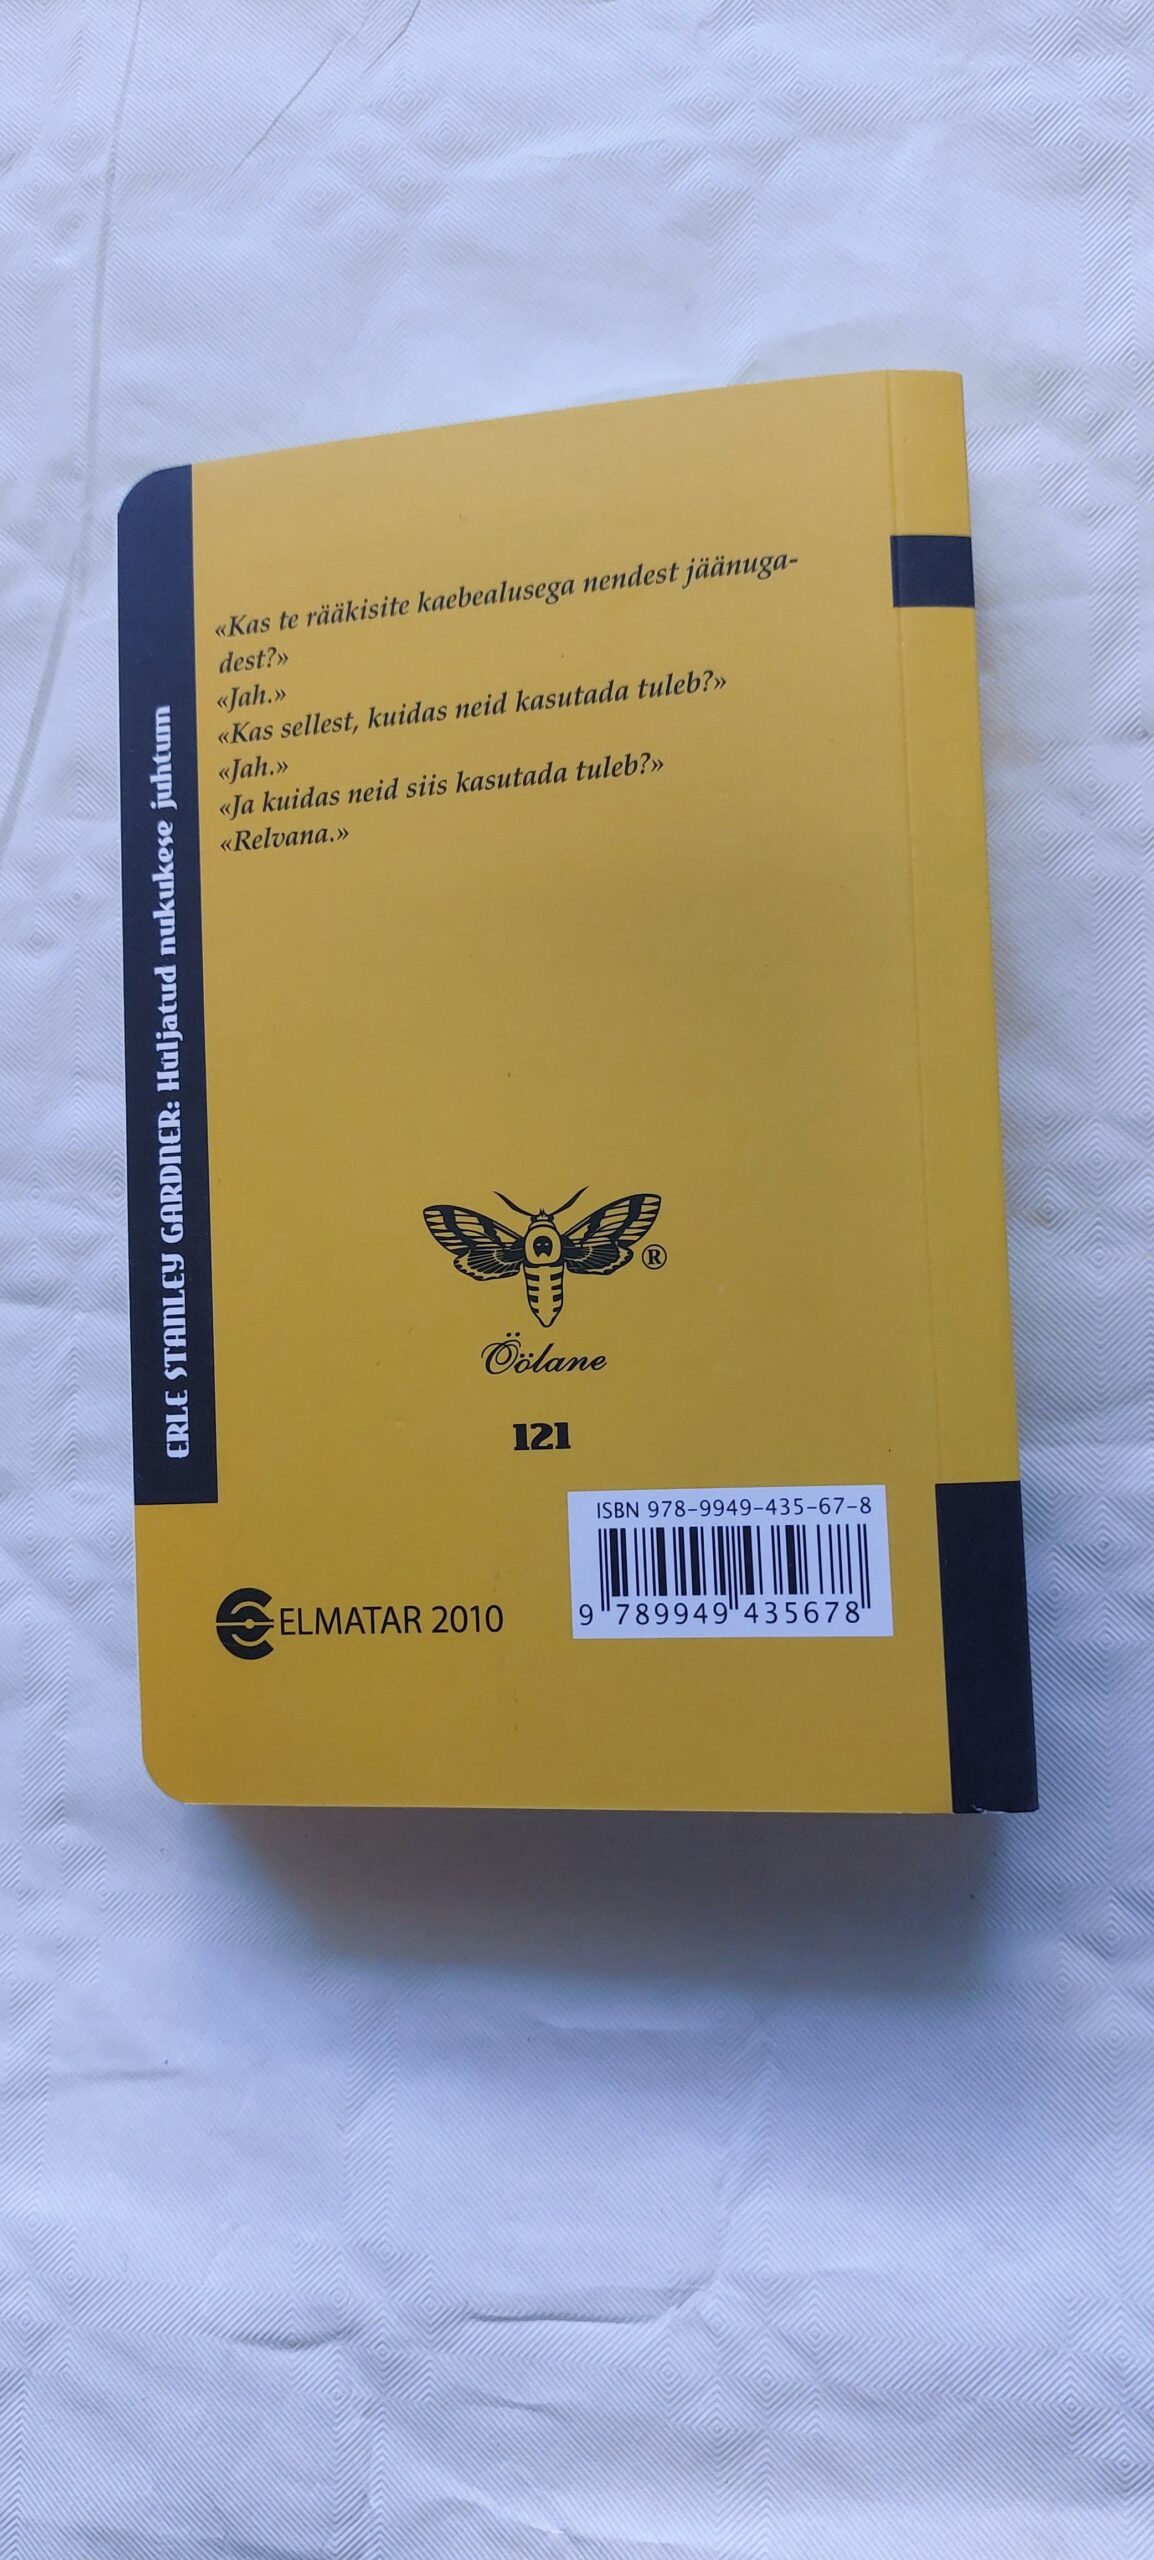 «Kas te rääkisite kaebealusega nendest jäänuga-
dest?»
«Jah.»
«Kas sellest, kuidas neid kasutada tuleb?»
«Jah.»
«Ja kuidas neid siis kasutada tuleb?»
«Relvana.»
ERLE STANLEY GARDNER: Huljatud nukukese juhtum
®
Öölane
121
ISBN 978-9949-435-67-8
9 789949 435678
ELMATAR 2010